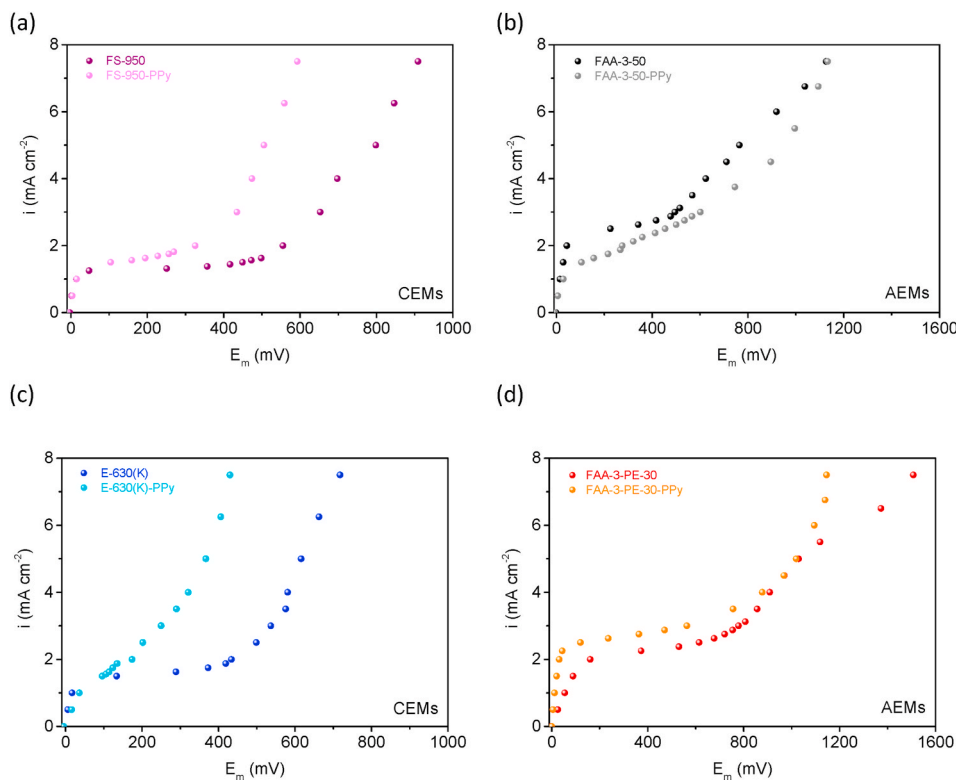 (a)
FS-950
FS-950-PPy
8
6
4
2
0
i (mA cm⁻²)
0 200 400 600 800 1000
E_m (mV)
CEMs
(b)
FAA-3-50
FAA-3-50-PPy
8
6
4
2
0
i (mA cm⁻²)
0 400 800 1200 1600
E_m (mV)
AEMs
(c)
E-630(K)
E-630(K)-PPy
8
6
4
2
0
i (mA cm⁻²)
0 200 400 600 800 1000
E_m (mV)
CEMs
(d)
FAA-3-PE-30
FAA-3-PE-30-PPy
8
6
4
2
0
i (mA cm⁻²)
0 400 800 1200 1600
E_m (mV)
AEMs